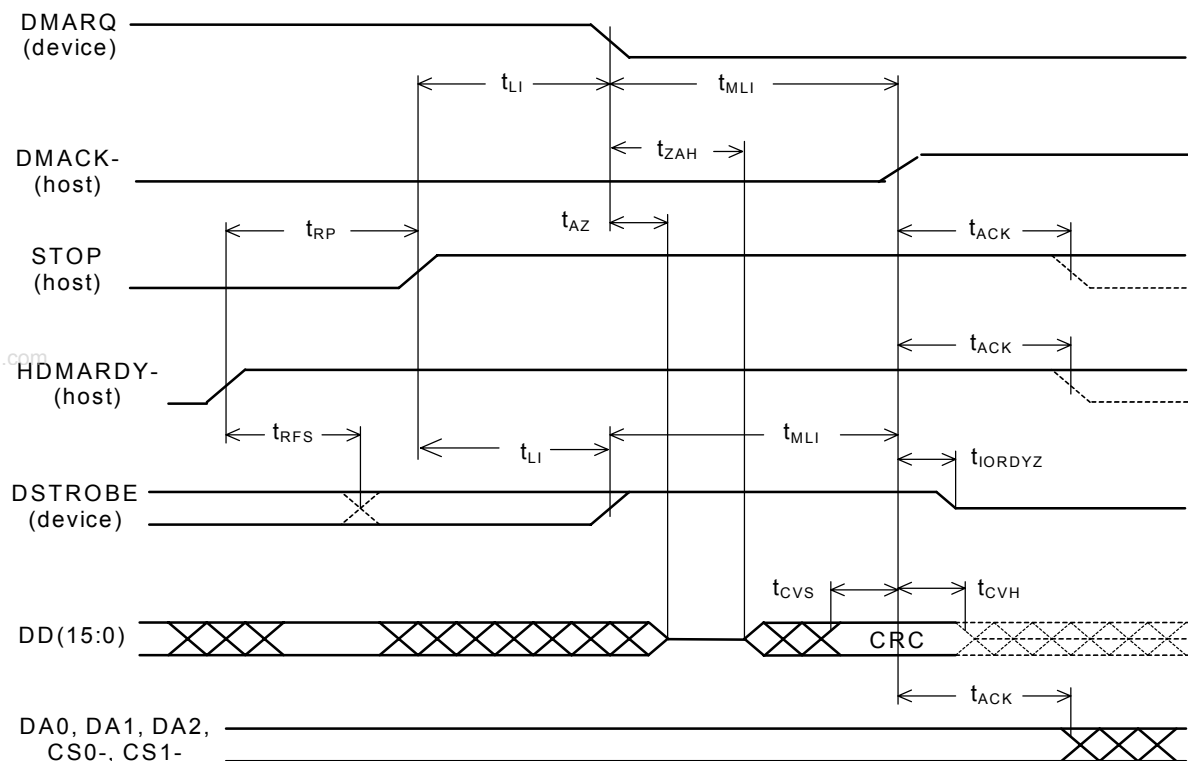 DMARQ
(device)
tLI
tMLI
tZAH
DMACK-
(host)
tAZ
tRP
tACK
STOP
(host)
tACK
.com
HDMARDY-
(host)
tRFS
tLI
tMLI
tIORDYZ
DSTROBE
(device)
tCVS
tCVH
DD(15:0)
CRC
tACK
DA0, DA1, DA2,
CS0-, CS1-